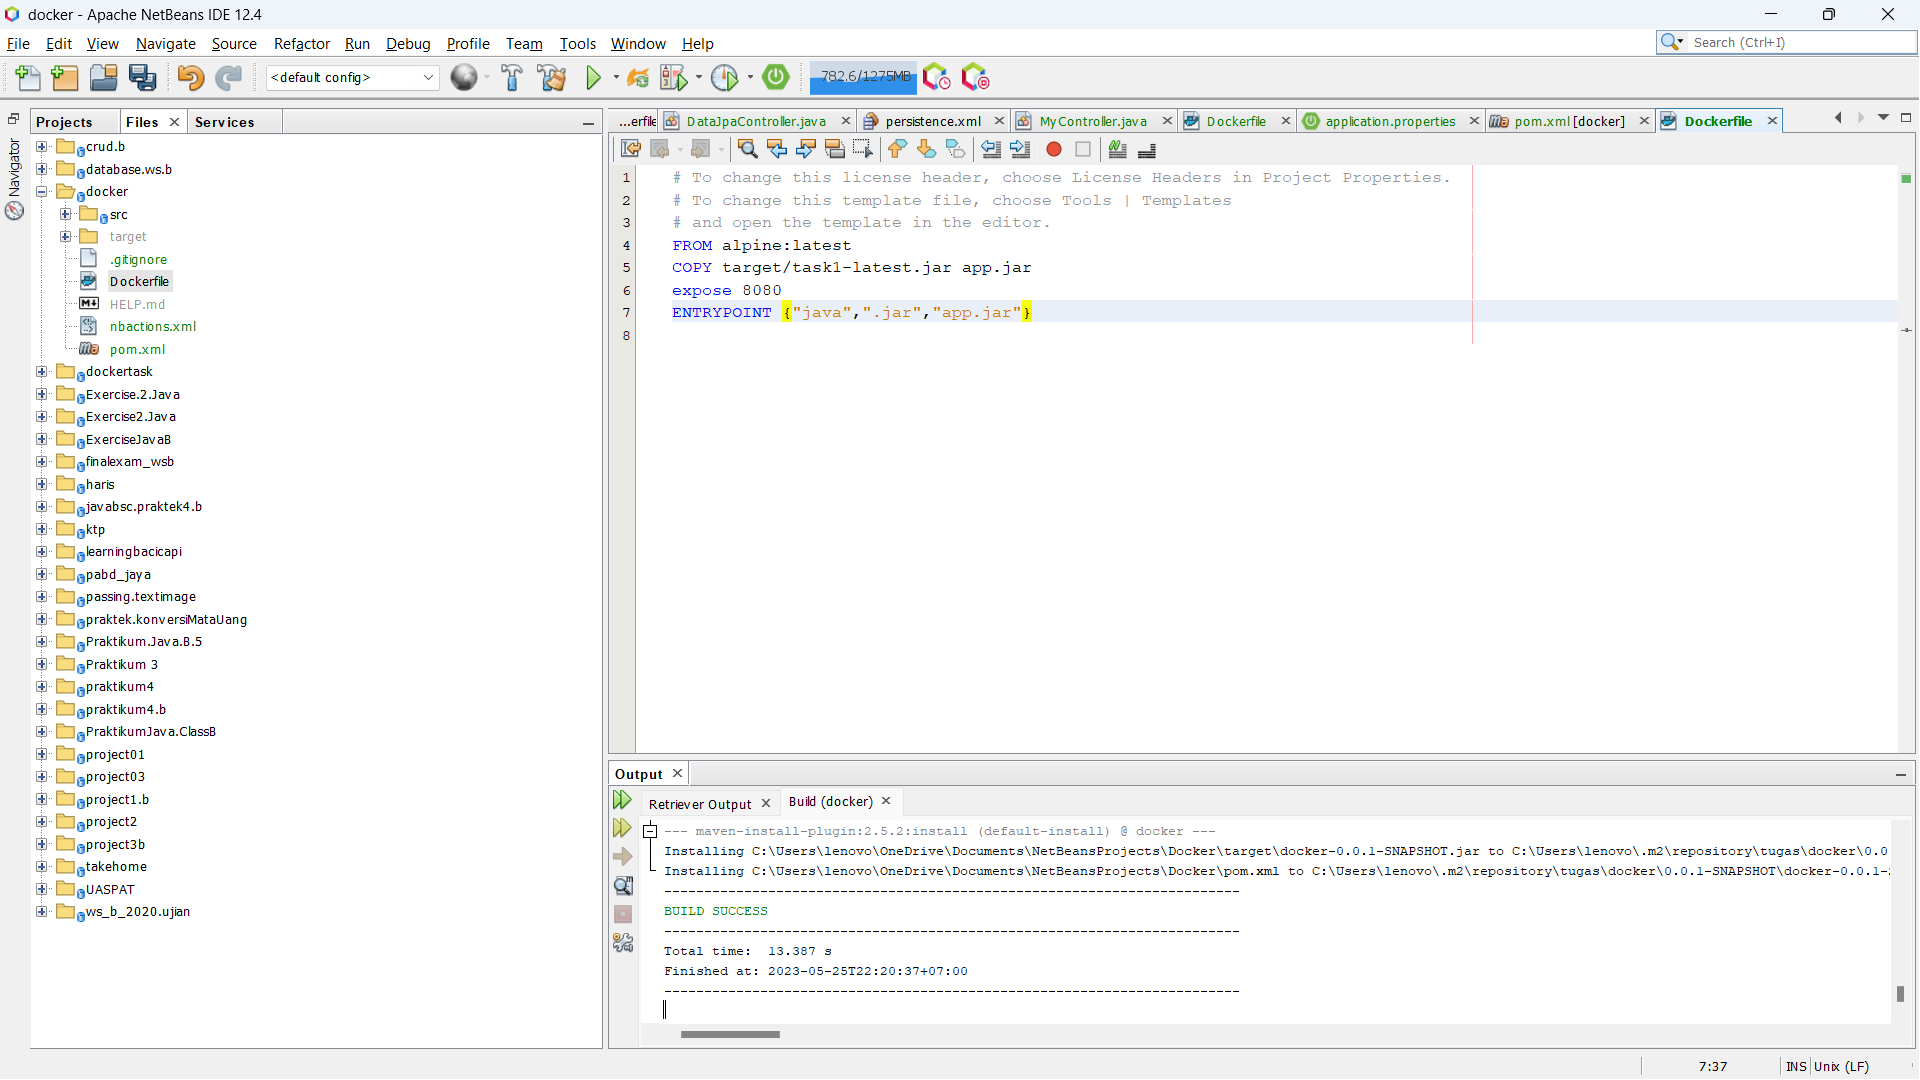 docker - Apache NetBeans IDE 12.4
File Edit View Navigate Source Refactor Run Debug Profile Team Tools Window Help
Search (Ctrl+I)
<default config>
782.6/1275MB
Projects Files Services
Navigator
crud.b
database.ws.b
docker
src
target
.gitignore
Dockerfile
HELP.md
nbactions.xml
pom.xml
dockertask
Exercise.2.Java
Exercise2.Java
ExerciseJavaB
finalexam_wsb
haris
javabsc.praktek4.b
ktp
learningbacicapi
pabd_jaya
passing.textimage
praktek.konversiMataUang
Praktikum.Java.B.5
Praktikum 3
praktikum4
praktikum4.b
PraktikumJava.ClassB
project01
project03
project1.b
project2
project3b
takehome
UASPAT
ws_b_2020.ujian
...erfile DataJpaController.java persistence.xml MyController.java Dockerfile application.properties pom.xml [docker] Dockerfile
1 # To change this license header, choose License Headers in Project Properties.
2 # To change this template file, choose Tools | Templates
3 # and open the template in the editor.
4 FROM alpine:latest
5 COPY target/task1-latest.jar app.jar
6 expose 8080
7 ENTRYPOINT {"java",".jar","app.jar"}
8
Output
Retriever Output Build (docker)
--- maven-install-plugin:2.5.2:install (default-install) @ docker ---
Installing C:\Users\lenovo\OneDrive\Documents\NetBeansProjects\Docker\target\docker-0.0.1-SNAPSHOT.jar to C:\Users\lenovo\.m2\repository\tugas\docker\0.0
Installing C:\Users\lenovo\OneDrive\Documents\NetBeansProjects\Docker\pom.xml to C:\Users\lenovo\.m2\repository\tugas\docker\0.0.1-SNAPSHOT\docker-0.0.1-
------------------------------------------------------------------------
BUILD SUCCESS
------------------------------------------------------------------------
Total time:  13.387 s
Finished at: 2023-05-25T22:20:37+07:00
------------------------------------------------------------------------
7:37 INS Unix (LF)